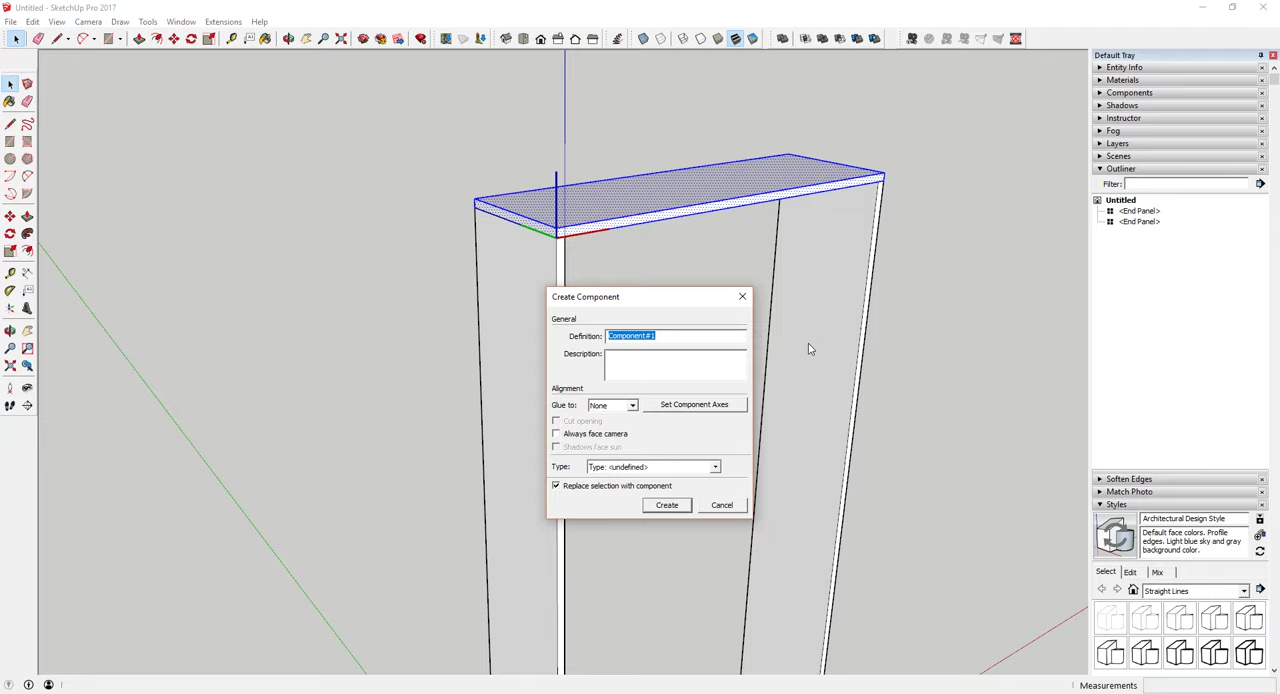 Untitled - SketchUp Pro 2017
File Edit View Camera Draw Tools Window Extensions Help
Default Tray
Entity Info
Materials
Components
Shadows
Instructor
Fog
Layers
Scenes
Outliner
Filter:
Untitled
<End Panel>
<End Panel>
Create Component
General
Definition: Component#1
Description:
Alignment
Glue to: None Set Component Axes
Cut opening
Always face camera
Shadows face sun
Type: Type: <undefined>
Replace selection with component
Create Cancel
Soften Edges
Match Photo
Styles
Architectural Design Style
Default face colors. Profile
edges. Light blue sky and gray
background color.
Select Edit Mix
Straight Lines
Measurements